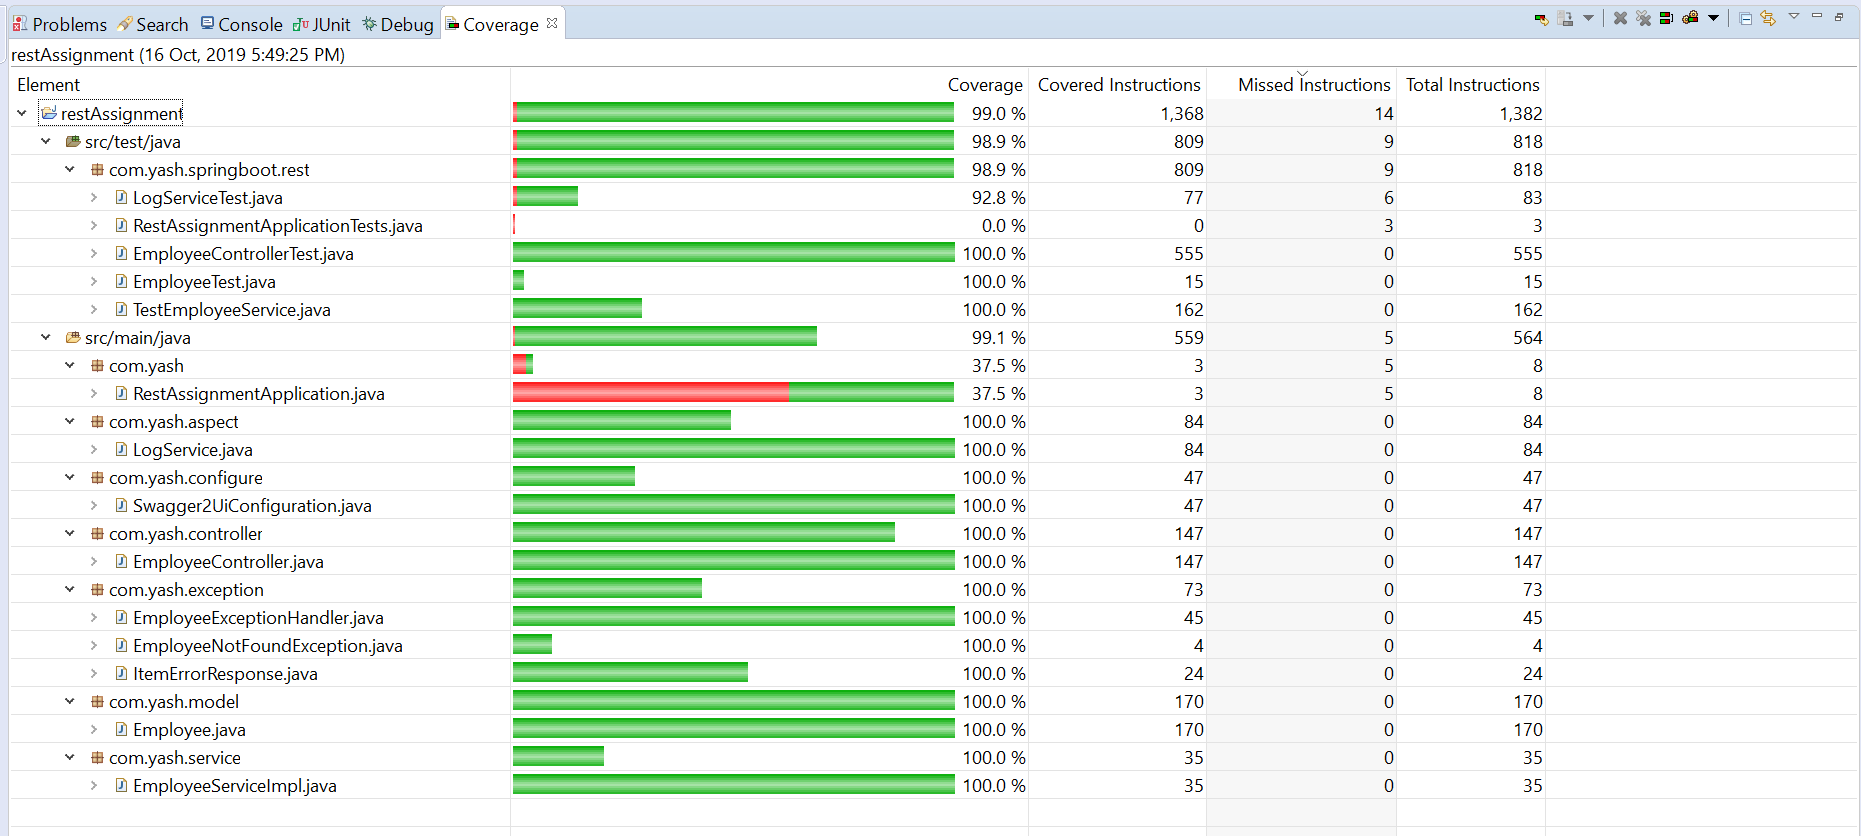 Problems Search Console JUnit Debug Coverage
restAssignment (16 Oct, 2019 5:49:25 PM)
Element Coverage Covered Instructions Missed Instructions Total Instructions
restAssignment 99.0 % 1,368 14 1,382
src/test/java 98.9 % 809 9 818
com.yash.springboot.rest 98.9 % 809 9 818
LogServiceTest.java 92.8 % 77 6 83
RestAssignmentApplicationTests.java 0.0 % 0 3 3
EmployeeControllerTest.java 100.0 % 555 0 555
EmployeeTest.java 100.0 % 15 0 15
TestEmployeeService.java 100.0 % 162 0 162
src/main/java 99.1 % 559 5 564
com.yash 37.5 % 3 5 8
RestAssignmentApplication.java 37.5 % 3 5 8
com.yash.aspect 100.0 % 84 0 84
LogService.java 100.0 % 84 0 84
com.yash.configure 100.0 % 47 0 47
Swagger2UiConfiguration.java 100.0 % 47 0 47
com.yash.controller 100.0 % 147 0 147
EmployeeController.java 100.0 % 147 0 147
com.yash.exception 100.0 % 73 0 73
EmployeeExceptionHandler.java 100.0 % 45 0 45
EmployeeNotFoundException.java 100.0 % 4 0 4
ItemErrorResponse.java 100.0 % 24 0 24
com.yash.model 100.0 % 170 0 170
Employee.java 100.0 % 170 0 170
com.yash.service 100.0 % 35 0 35
EmployeeServiceImpl.java 100.0 % 35 0 35